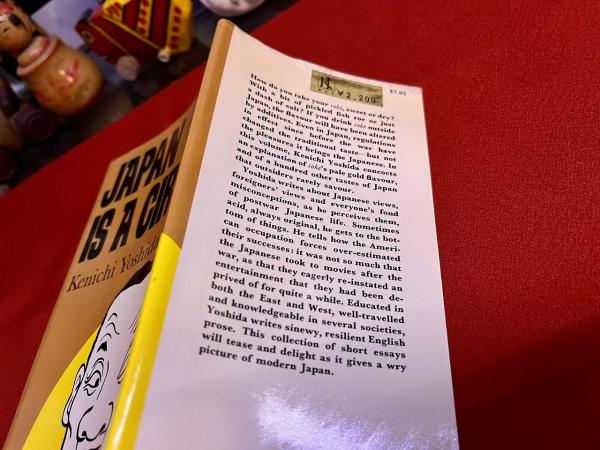 JAPAN
IS A CIR
Kenichi Yoshida
¥2,200
$7.95
How do you take your sake, sweet or dry?
With a bit of pickled fish roe or just
a dash of salt? If you drink sake outside
Japan, the flavour will have been altered
by additives. Even in Japan, regulations
in effect since before the war have
changed the traditional taste—but not
the pleasures it brings the Japanese. In
this volume, Kenichi Yoshida concocts
an explanation of sake's pale gold flavour,
and of a hundred other tastes of Japan
that outsiders rarely savour.
Yoshida writes about Japanese views,
foreigners' views and everyone's fond
misconceptions, as he perceives them,
of postwar Japanese life. Sometimes
acid, always original, he gets to the bot-
tom of things. He tells how the Ameri-
can occupation forces over-estimated
their successes: it was not so much that
the Japanese took to movies after the
war, as that they eagerly re-instated an
entertainment that they had been de-
prived of for quite a while. Educated in
both the East and West, well-travelled
and knowledgeable in several societies,
Yoshida writes sinewy, resilient English
prose. This collection of short essays
will tease and delight as it gives a wry
picture of modern Japan.